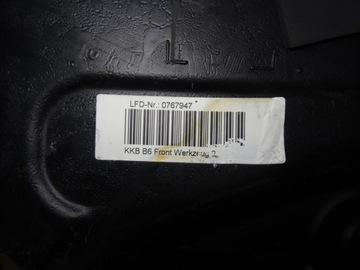 LFD-Nr.: 0767947
KKB B6 Front Werkzeug 2